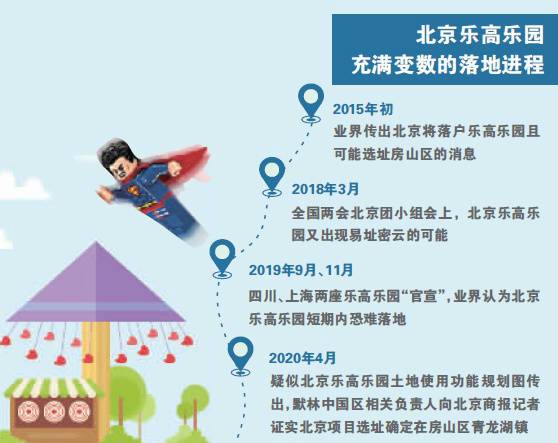 北京乐高乐园
充满变数的落地进程
2015年初
业界传出北京将落户乐高乐园且
可能选址房山区的消息
2018年3月
全国两会北京团小组会上，北京乐高乐
园又出现易址密云的可能
2019年9月、11月
四川、上海两座乐高乐园“官宣”，业界认为北京
乐高乐园短期内恐难落地
2020年4月
疑似北京乐高乐园土地使用功能规划图传
出，默林中国区相关负责人向北京商报记者
证实北京项目选址确定在房山区青龙湖镇